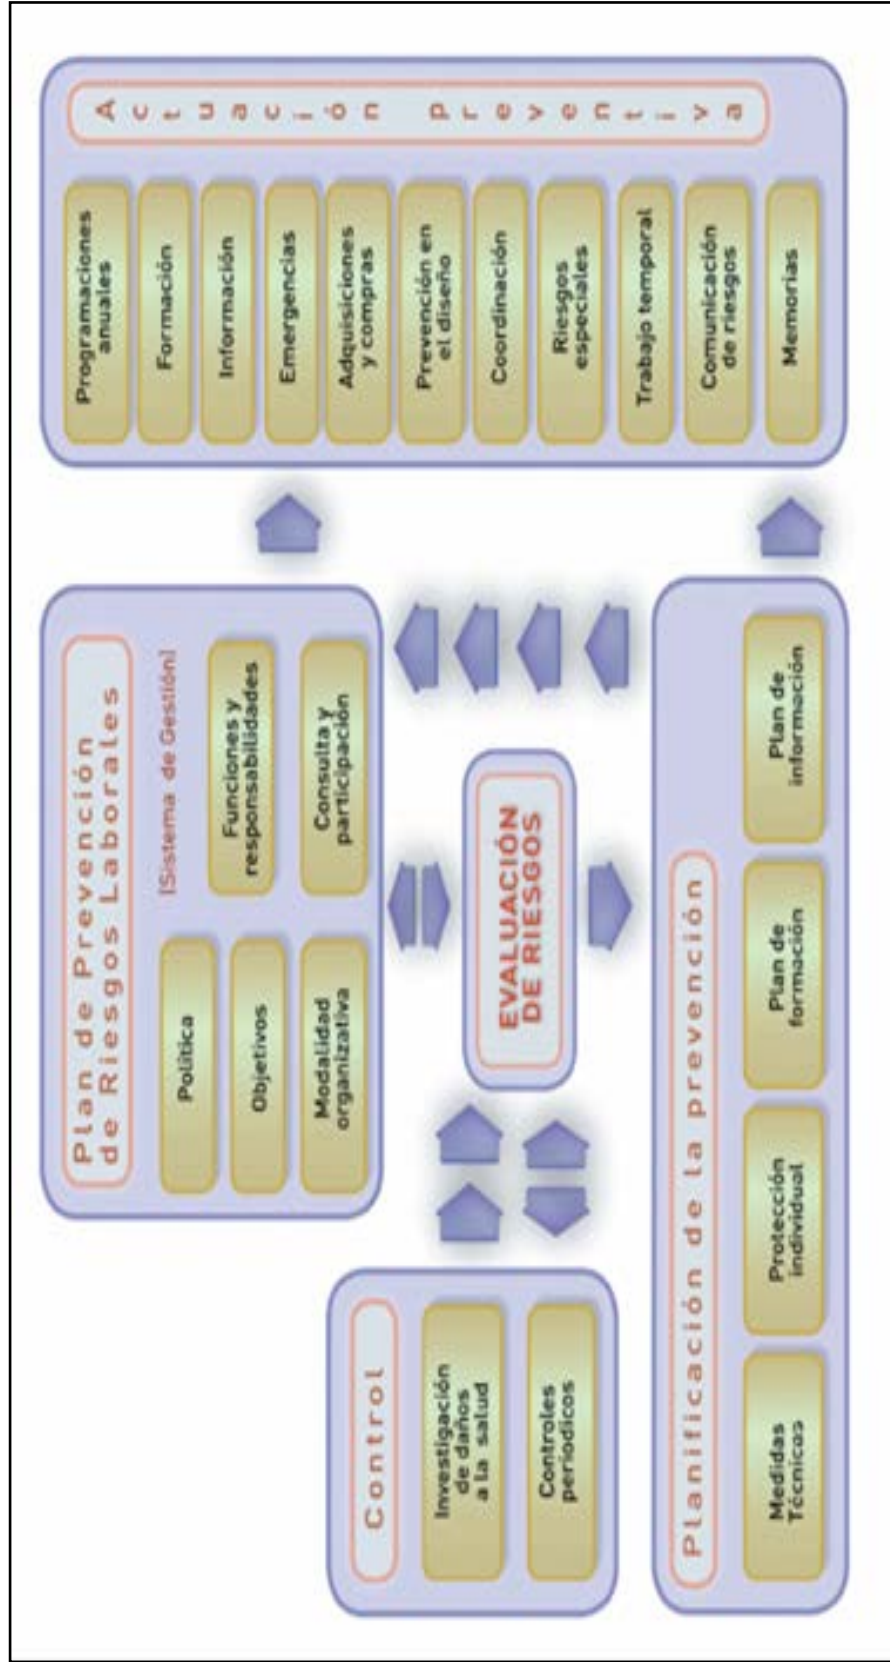 Plan de Prevención
de Riesgos Laborales
[Sistema de Gestión]
Política
Objetivos
Modalidad
organizativa
Funciones y
responsabilidades
Consulta y
participación
Control
Investigación
de daños
a la salud
Controles
periodicos
EVALUACIÓN
DE RIESGOS
Planificación de la prevención
Medidas
Técnicas
Protección
individual
Plan de
formación
Plan de
información
Actuación preventiva
Programaciones
anuales
Formación
Información
Emergencias
Adquisiciones
y compras
Prevención en
el diseño
Coordinación
Riesgos
especiales
Trabajo temporal
Comunicación
de riesgos
Memorias